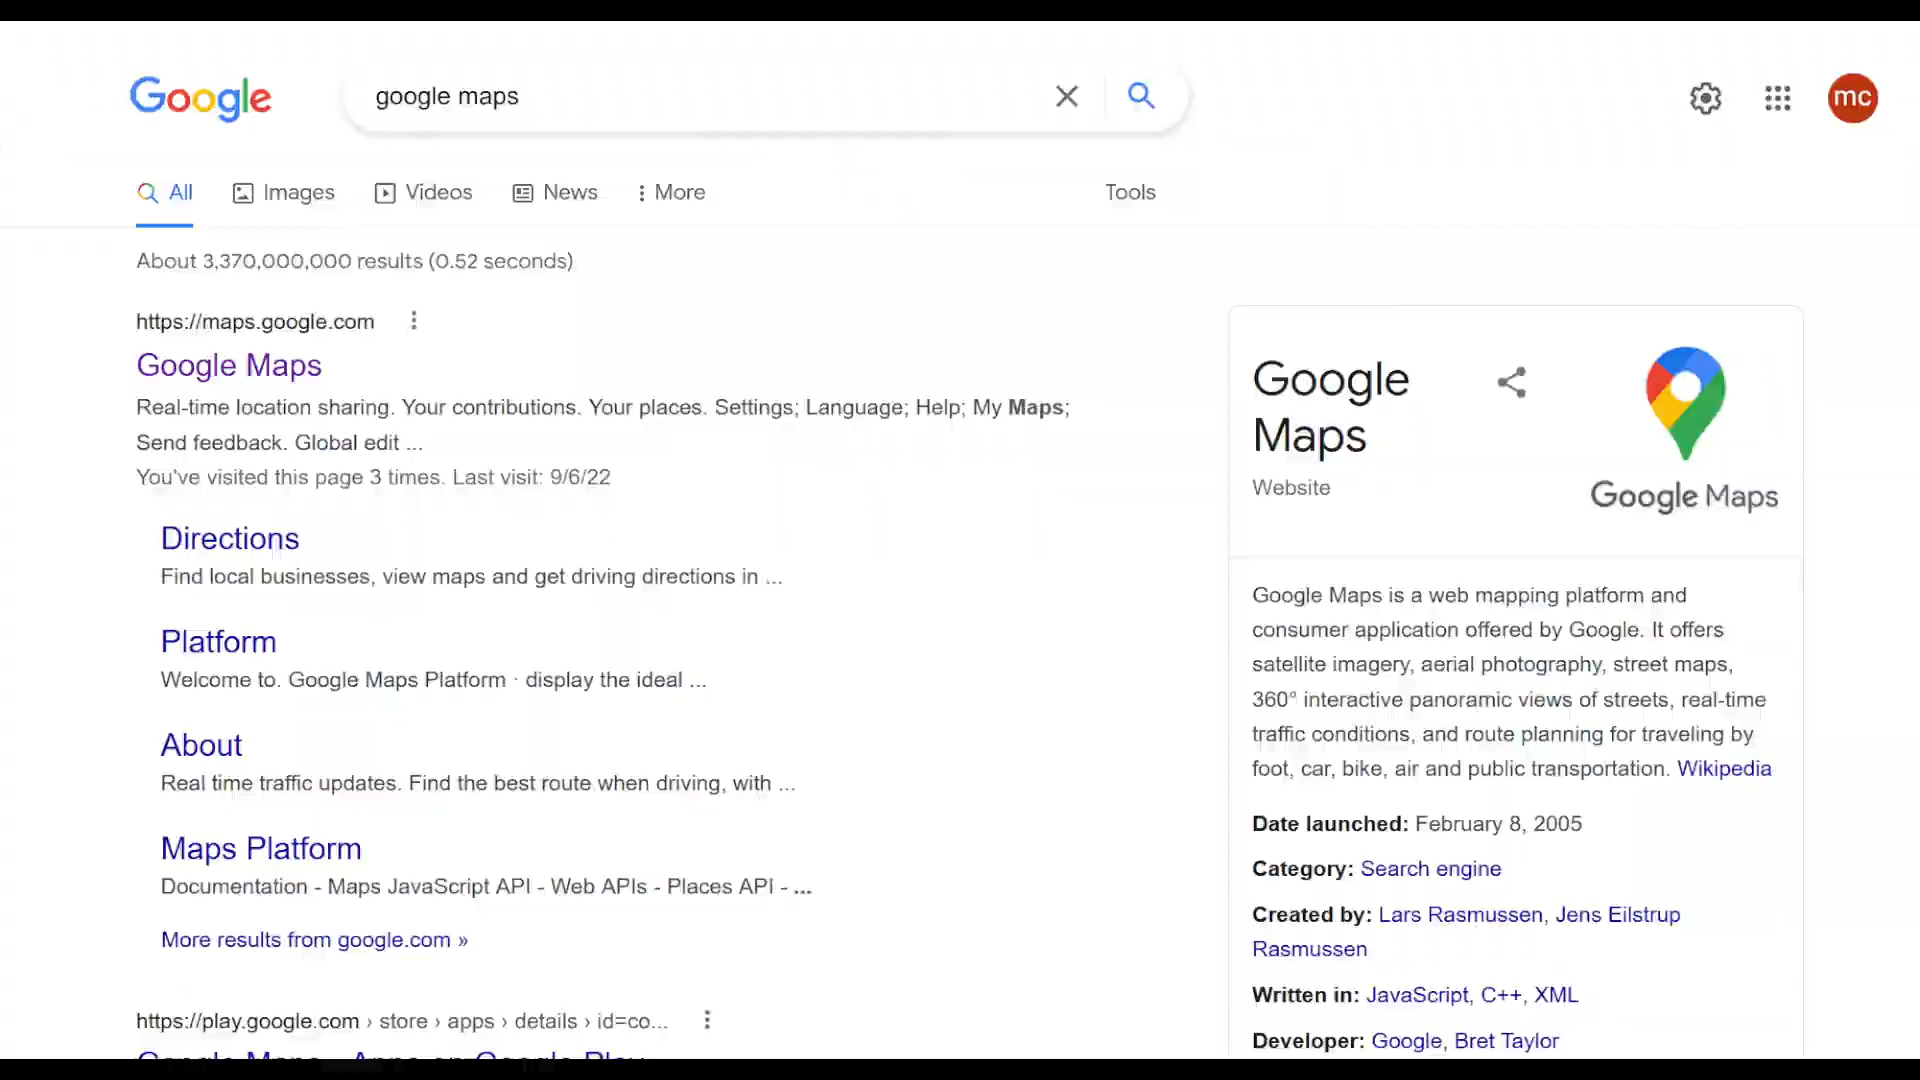 Google
google maps
mc
All
Images
Videos
News
More
Tools
About 3,370,000,000 results (0.52 seconds)
https://maps.google.com
Google Maps
Real-time location sharing. Your contributions. Your places. Settings; Language; Help; My Maps;
Send feedback. Global edit ...
You've visited this page 3 times. Last visit: 9/6/22
Directions
Find local businesses, view maps and get driving directions in ...
Platform
Welcome to. Google Maps Platform · display the ideal ...
About
Real time traffic updates. Find the best route when driving, with ...
Maps Platform
Documentation - Maps JavaScript API - Web APIs - Places API - ...
More results from google.com »
https://play.google.com › store › apps › details › id=co...
Google Maps - Apps on Google Play
Google
Maps
Website
Google Maps
Google Maps is a web mapping platform and
consumer application offered by Google. It offers
satellite imagery, aerial photography, street maps,
360° interactive panoramic views of streets, real-time
traffic conditions, and route planning for traveling by
foot, car, bike, air and public transportation. Wikipedia
Date launched: February 8, 2005
Category: Search engine
Created by: Lars Rasmussen, Jens Eilstrup
Rasmussen
Written in: JavaScript, C++, XML
Developer: Google, Bret Taylor